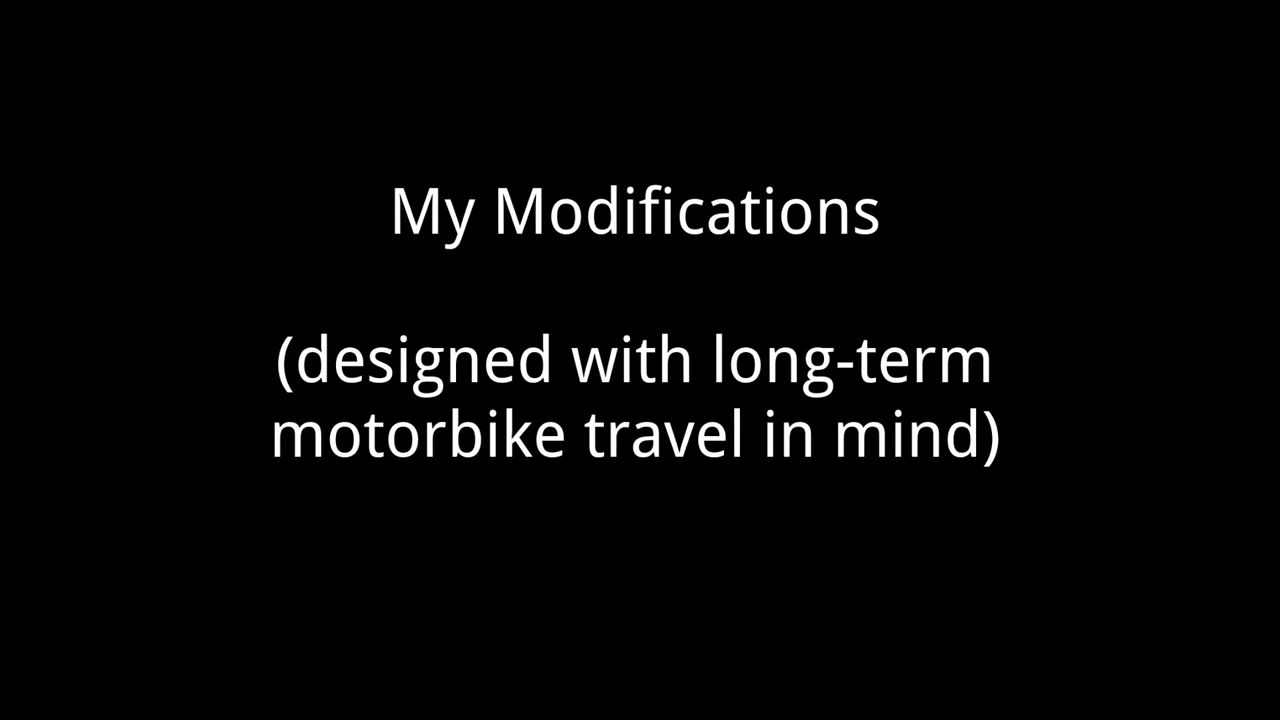 My Modifications
(designed with long-term
motorbike travel in mind)